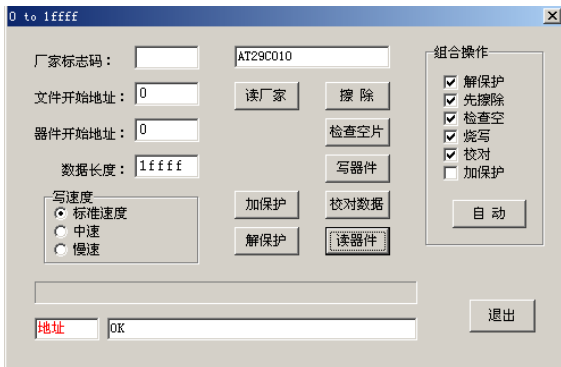 0 to 1ffff
厂家标志码：
AT29C010
文件开始地址： 0
读厂家
擦 除
器件开始地址： 0
检查空片
数据长度： 1ffff
写器件
写速度
标准速度
中速
慢速
加保护
校对数据
解保护
读器件
组合操作
解保护
先擦除
检查空
烧写
校对
加保护
自 动
地址
OK
退出